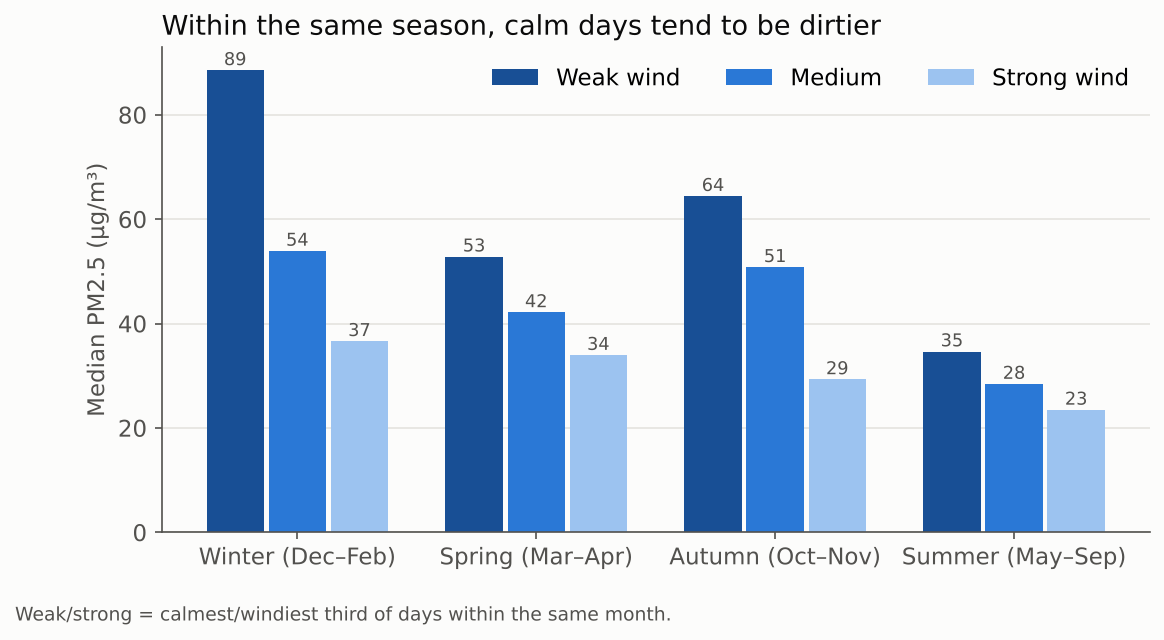 Within the same season, calm days tend to be dirtier
Weak wind
Medium
Strong wind
Median PM2.5 (µg/m³)
80
60
40
20
0
89
54
37
53
42
34
64
51
29
35
28
23
Winter (Dec–Feb)
Spring (Mar–Apr)
Autumn (Oct–Nov)
Summer (May–Sep)
Weak/strong = calmest/windiest third of days within the same month.